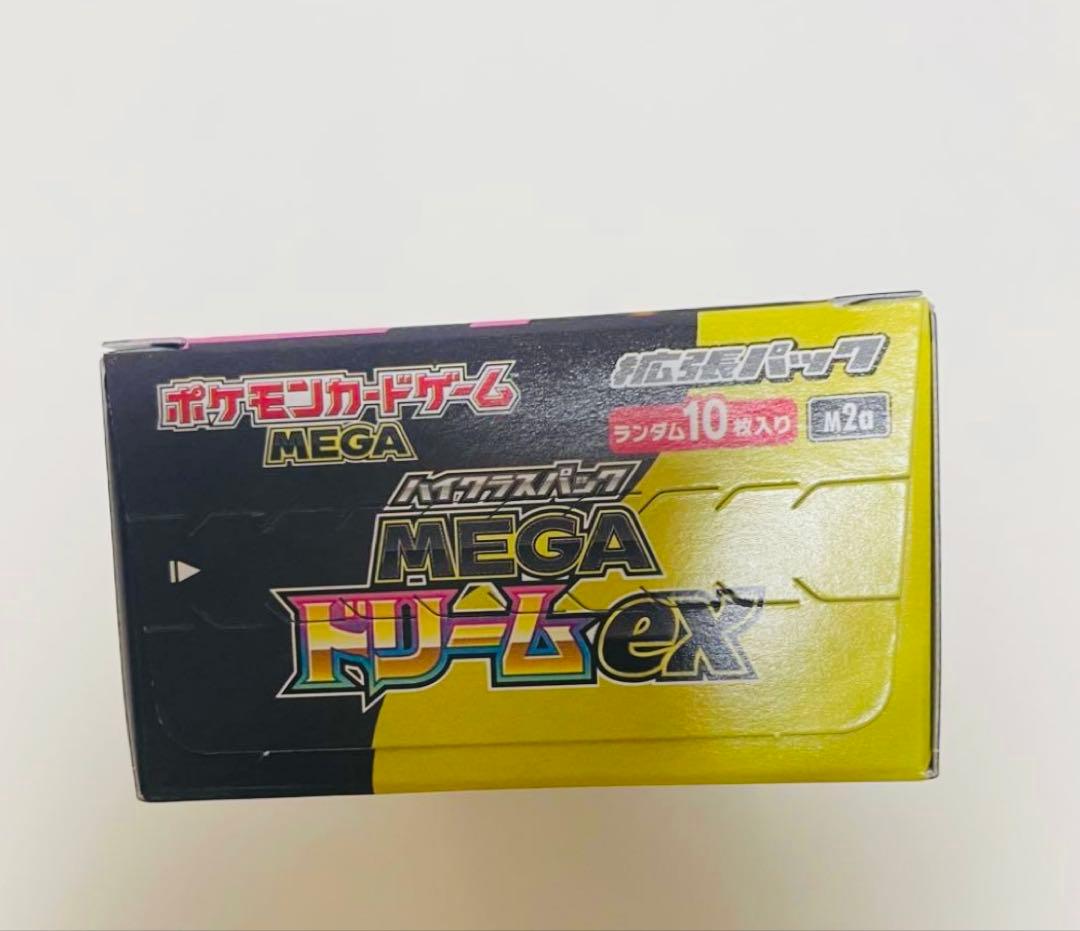 ポケモンカードゲーム
MEGA
拡張パック
ランダム10枚入り
M2a
ハイクラスパック
MEGA
ドリームex